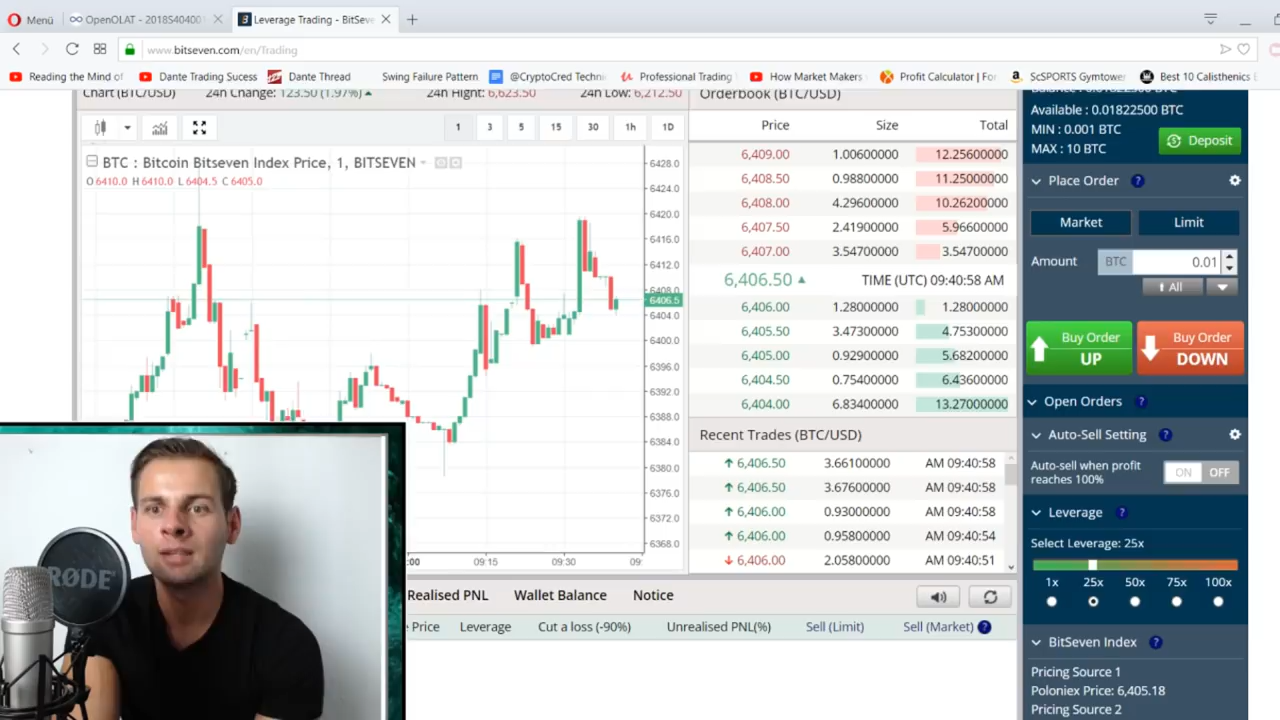 Menü
OpenOLAT - 2018S40400
Leverage Trading - BitSeve
www.bitseven.com/en/Trading
Reading the Mind of
Dante Trading Sucess
Dante Thread
Swing Failure Pattern
@CryptoCred Techni
Professional Trading
How Market Makers
Profit Calculator | For
ScSPORTS Gymtower
Best 10 Calisthenics E
Chart (BTC/USD)
24h Change: 123.50 (1.97%)
24h Hight: 6,623.50
24h Low: 6,212.50
1 3 5 15 30 1h 1D
BTC : Bitcoin Bitseven Index Price, 1, BITSEVEN
O 6410.0 H 6410.0 L 6404.5 C 6405.0
6428.0
6424.0
6420.0
6416.0
6412.0
6408.0
6406.5
6404.0
6400.0
6396.0
6392.0
6388.0
6384.0
6380.0
6376.0
6372.0
6368.0
:00 09:15 09:30 09:
Orderbook (BTC/USD)
Price Size Total
6,409.00 1.00600000 12.25600000
6,408.50 0.98800000 11.25000000
6,408.00 4.29600000 10.26200000
6,407.50 2.41900000 5.96600000
6,407.00 3.54700000 3.54700000
6,406.50 TIME (UTC) 09:40:58 AM
6,406.00 1.28000000 1.28000000
6,405.50 3.47300000 4.75300000
6,405.00 0.92900000 5.68200000
6,404.50 0.75400000 6.43600000
6,404.00 6.83400000 13.27000000
Recent Trades (BTC/USD)
6,406.50 3.66100000 AM 09:40:58
6,406.50 3.67600000 AM 09:40:58
6,406.00 0.93000000 AM 09:40:58
6,406.00 0.95800000 AM 09:40:54
6,406.00 2.05800000 AM 09:40:51
Realised PNL Wallet Balance Notice
Price Leverage Cut a loss (-90%) Unrealised PNL(%) Sell (Limit) Sell (Market) ?
Balance : 0.01822500 BTC
Available : 0.01822500 BTC
MIN : 0.001 BTC
MAX : 10 BTC
Deposit
Place Order ?
Market Limit
Amount BTC 0.01
All
Buy Order
UP
Buy Order
DOWN
Open Orders ?
Auto-Sell Setting ?
Auto-sell when profit
reaches 100%
ON OFF
Leverage ?
Select Leverage: 25x
1x 25x 50x 75x 100x
BitSeven Index ?
Pricing Source 1
Poloniex Price: 6,405.18
Pricing Source 2
RØDE